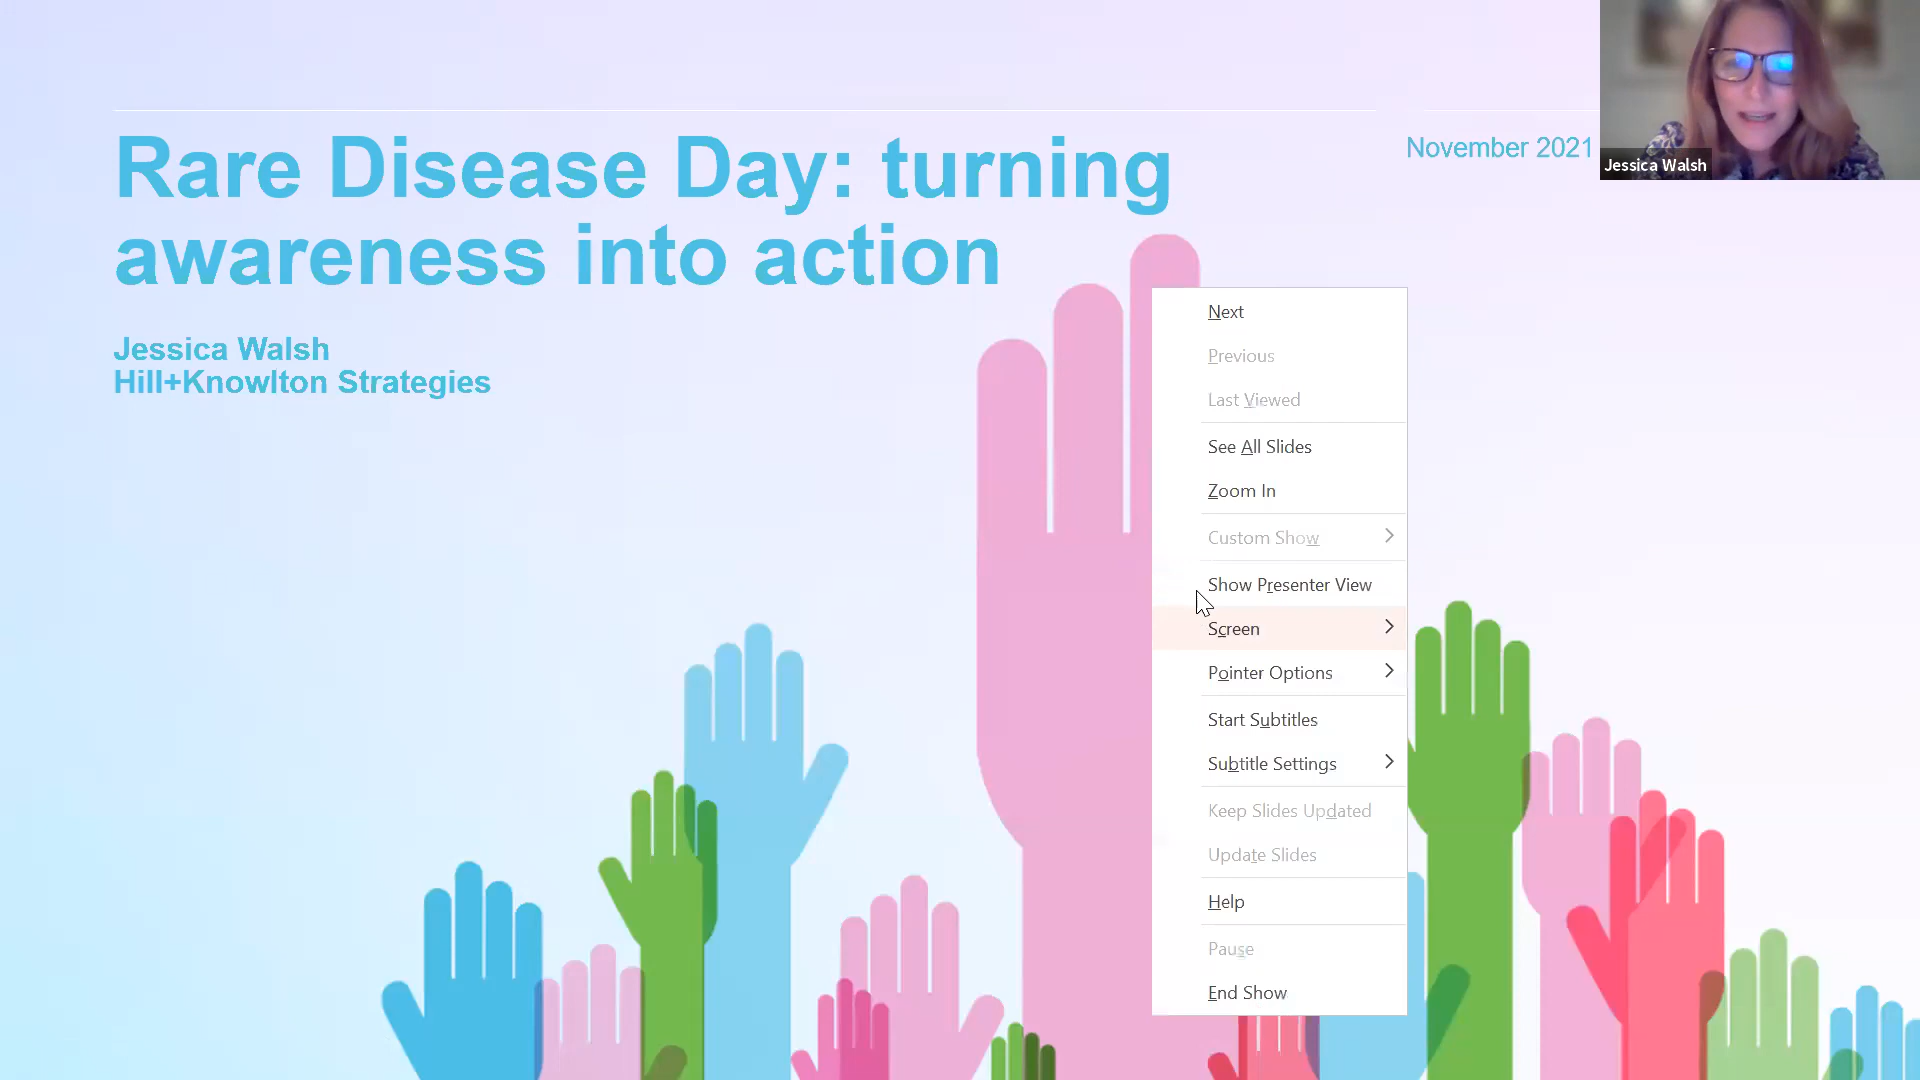 Rare Disease Day: turning
awareness into action
November 2021
Jessica Walsh
Jessica Walsh
Hill+Knowlton Strategies
Next
Previous
Last Viewed
See All Slides
Zoom In
Custom Show
Show Presenter View
Screen
Pointer Options
Start Subtitles
Subtitle Settings
Keep Slides Updated
Update Slides
Help
Pause
End Show